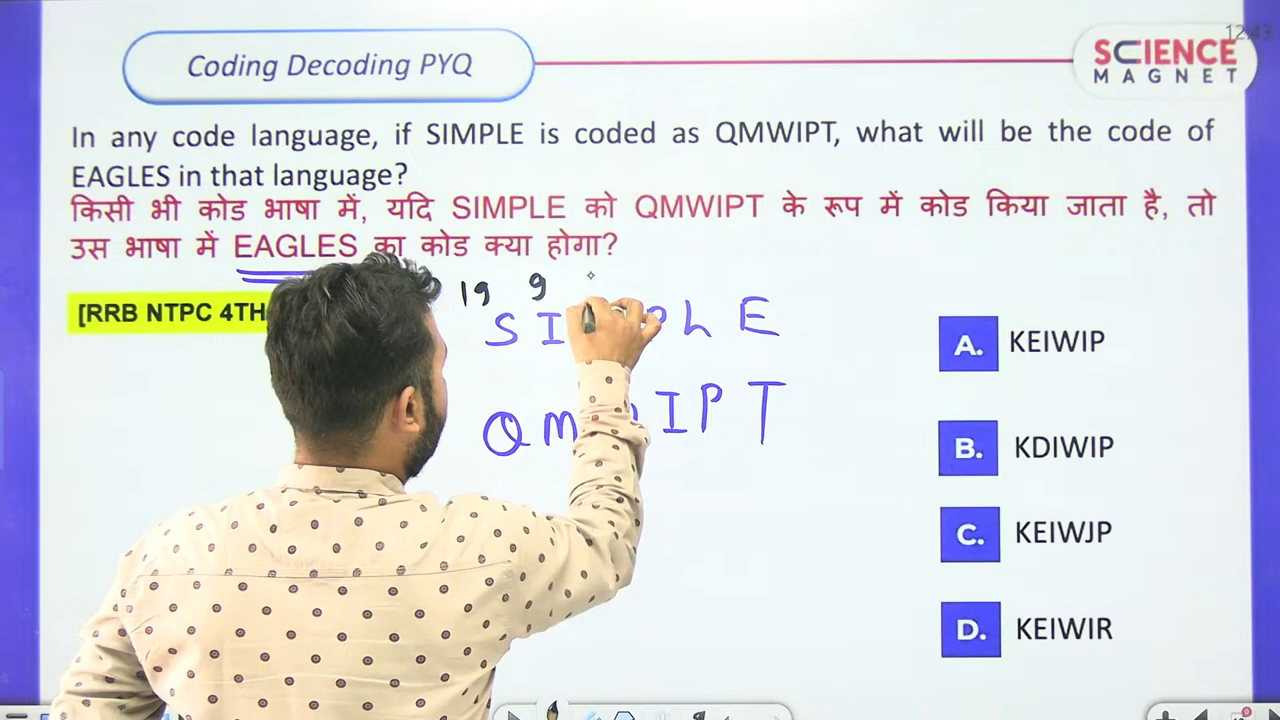 12:43
Coding Decoding PYQ
SCIENCE
MAGNET
In any code language, if SIMPLE is coded as QMWIPT, what will be the code of
EAGLES in that language?
किसी भी कोड भाषा में, यदि SIMPLE को QMWIPT के रूप में कोड किया जाता है, तो
उस भाषा में EAGLES का कोड क्या होगा?
[RRB NTPC 4TH
19 9
S I P L E
Q M I P T
A. KEIWIP
B. KDIWIP
C. KEIWJP
D. KEIWIR